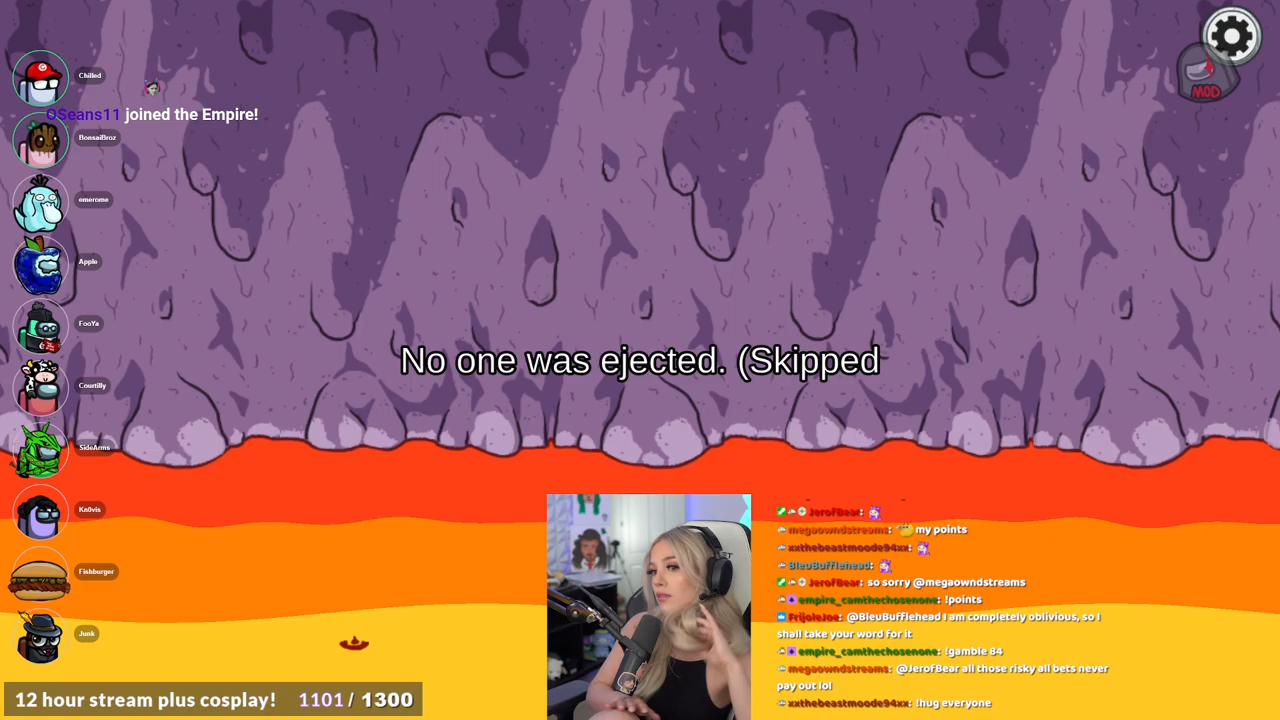 MOD
Chilled
OSeans11 joined the Empire!
BonsaiBroz
emerome
Apple
FooYa
No one was ejected. (Skipped
Courtilly
SideArms
Kn0vis
Fishburger
Junk
12 hour stream plus cosplay! 1101 / 1300
JerofBear:
megaowndstreams: my points
xxthebeastmoode94xx:
BleuBufflehead:
JerofBear: so sorry @megaowndstreams
empire_camthechosenone: !points
FrijoleJoe: @BleuBufflehead I am completely oblivious, so I
shall take your word for it
empire_camthechosenone: !gamble 84
megaowndstreams: @JerofBear all those risky all bets never
pay out lol
xxthebeastmoode94xx: !hug everyone